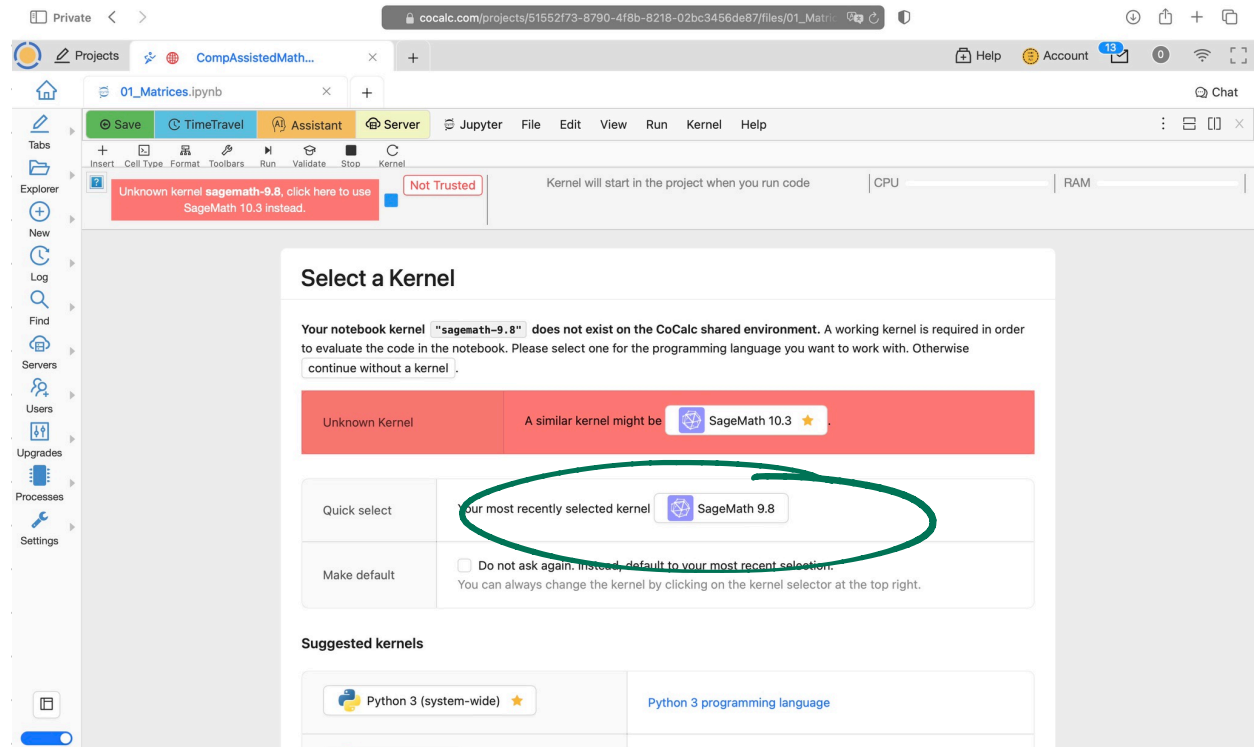 Private
cocalc.com/projects/51552f73-8790-4f8b-8218-02bc3456de87/files/01_Matric
Projects
CompAssistedMath...
Help
Account
13
0
01_Matrices.ipynb
Chat
Save
TimeTravel
Assistant
Server
Jupyter
File
Edit
View
Run
Kernel
Help
Tabs
Insert
Cell Type
Format
Toolbars
Run
Validate
Stop
Kernel
Explorer
Unknown kernel sagemath-9.8, click here to use
SageMath 10.3 instead.
Not Trusted
Kernel will start in the project when you run code
CPU
RAM
New
Log
Find
Servers
Users
Upgrades
Processes
Settings
Select a Kernel
Your notebook kernel "sagemath-9.8" does not exist on the CoCalc shared environment. A working kernel is required in order
to evaluate the code in the notebook. Please select one for the programming language you want to work with. Otherwise
continue without a kernel.
Unknown Kernel
A similar kernel might be SageMath 10.3.
Quick select
Your most recently selected kernel SageMath 9.8
Make default
Do not ask again. Instead, default to your most recent selection.
You can always change the kernel by clicking on the kernel selector at the top right.
Suggested kernels
Python 3 (system-wide)
Python 3 programming language